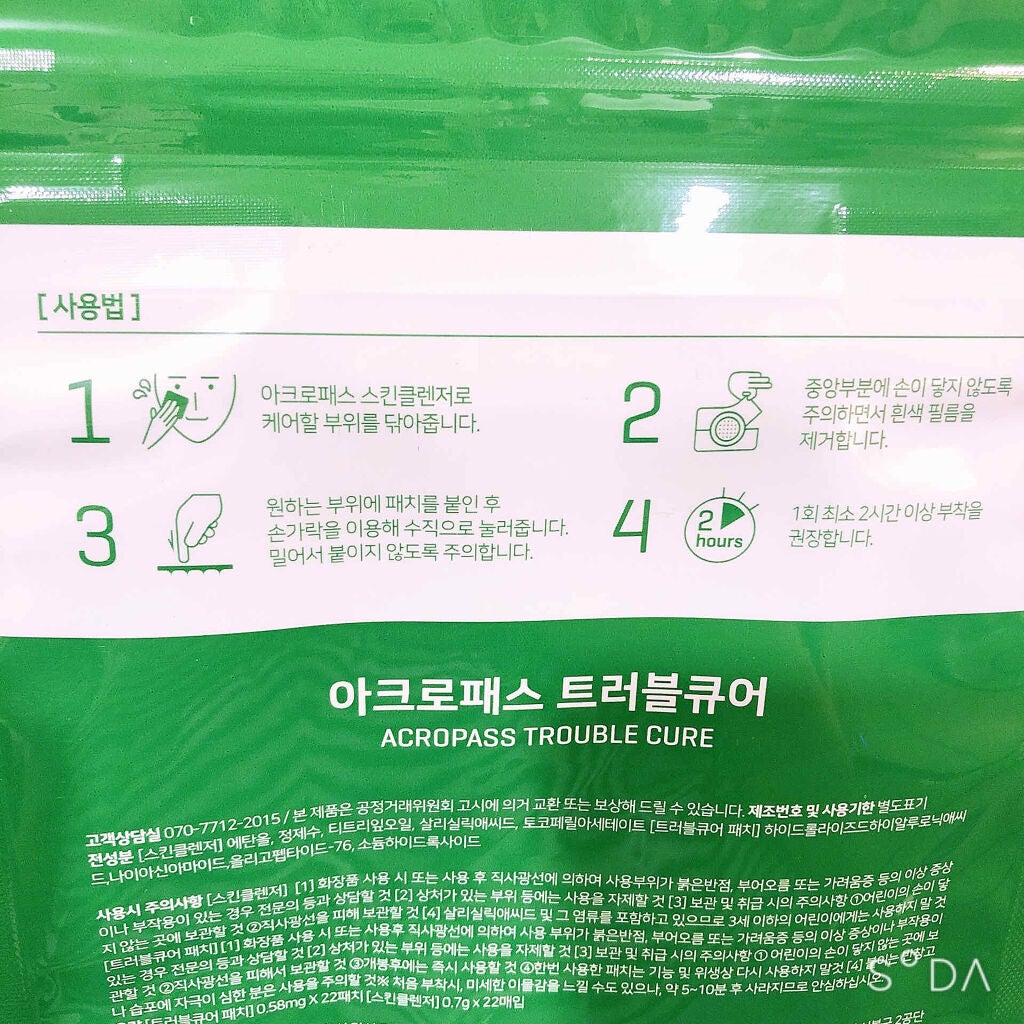 [ 사용법 ]
1 아크로패스 스킨클렌저로
케어할 부위를 닦아줍니다.
2 중앙부분에 손이 닿지 않도록
주의하면서 흰색 필름을
제거합니다.
3 원하는 부위에 패치를 붙인 후
손가락을 이용해 수직으로 눌러줍니다.
밀어서 붙이지 않도록 주의합니다.
4 2 hours 1회 최소 2시간 이상 부착을
권장합니다.
아크로패스 트러블큐어
ACROPASS TROUBLE CURE
고객상담실 070-7712-2015 / 본 제품은 공정거래위원회 고시에 의거 교환 또는 보상해 드릴 수 있습니다. 제조번호 및 사용기한 별도표기
전성분 [스킨클렌저] 에탄올, 정제수, 티트리잎오일, 살리실릭애씨드, 토코페릴아세테이트 [트러블큐어 패치] 하이드롤라이즈드하이알루로닉애씨
드,나이아신아마이드,올리고펩타이드-76, 소듐하이드록사이드
사용시 주의사항 [스킨클렌저] [1] 화장품 사용 시 또는 사용 후 직사광선에 의하여 사용부위가 붉은반점, 부어오름 또는 가려움증 등의 이상 증상
이나 부작용이 있는 경우 전문의 등과 상담할 것 [2] 상처가 있는 부위 등에는 사용을 자제할 것 [3] 보관 및 취급 시의 주의사항 ①어린이의 손이 닿
지 않는 곳에 보관할 것 ②직사광선을 피해 보관할 것 [4] 살리실릭애씨드 및 그 염류를 포함하고 있으므로 3세 이하의 어린이에게는 사용하지 말 것
[트러블큐어 패치] [1] 화장품 사용 시 또는 사용후 직사광선에 의하여 사용 부위가 붉은반점, 부어오름 또는 가려움증 등의 이상 증상이나 부작용이
있는 경우 전문의 등과 상담할 것 [2] 상처가 있는 부위 등에는 사용을 자제할 것 [3] 보관 및 취급 시의 주의사항 ① 어린이의 손이 닿지 않는 곳에 보
관할 것 ②직사광선을 피해서 보관할 것 ③개봉후에는 즉시 사용할 것 ④한번 사용한 패치는 기능 및 위생상 다시 사용하지 말것 [4] 붙이는 반창고
나 습포에 자극이 심한 분은 사용을 주의할 것※ 처음 부착시, 미세한 이물감을 느낄 수도 있으나, 약 5~10분 후 사라지므로 안심하십시오
용량 [트러블큐어 패치] 0.58mg X 22패치 [스킨클렌저] 0.7g x 22매입
SODA